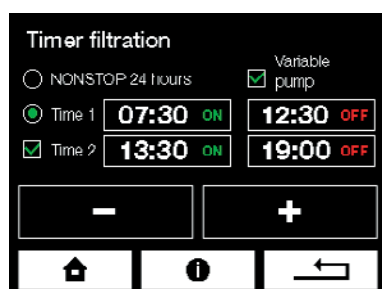 Timer filtration
Variable
NONSTOP 24 hours pump
Time 1 07:30 ON 12:30 OFF
Time 2 13:30 ON 19:00 OFF
- +
i